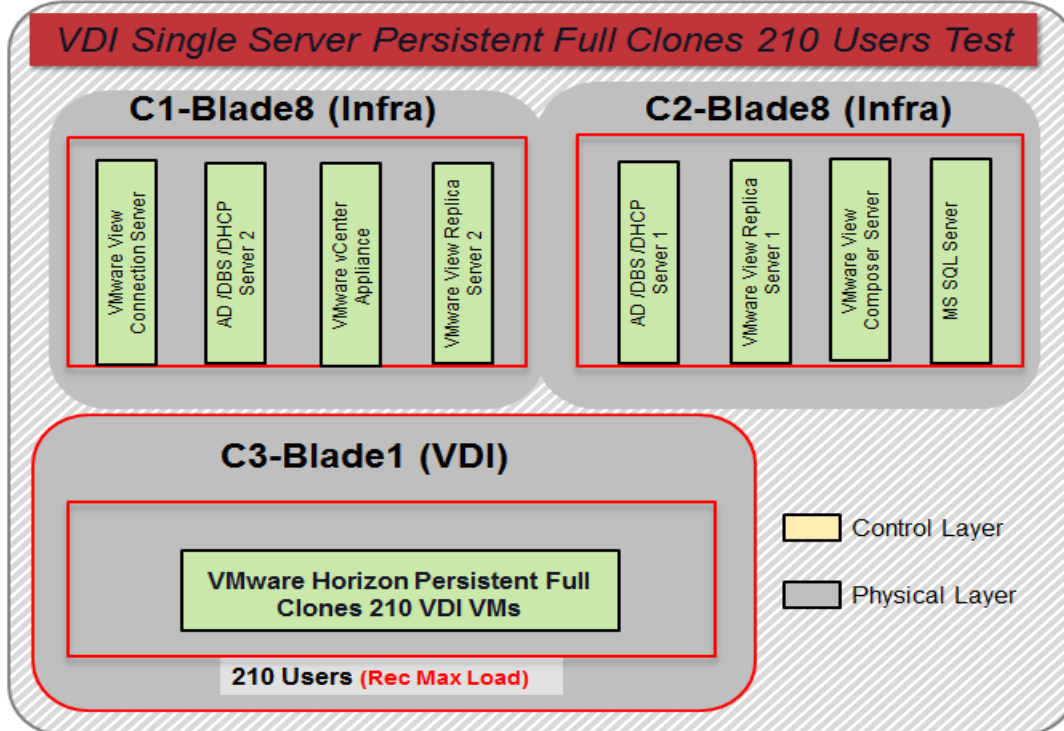 VDI Single Server Persistent Full Clones 210 Users Test
C1-Blade8 (Infra)
VMware View
Connection Server
AD /DBS /DHCP
Server 2
VMware vCenter
Appliance
VMware View Replica
Server 2
C2-Blade8 (Infra)
AD /DBS /DHCP
Server 1
VMware View Replica
Server 1
VMware View
Composer Server
MS SQL Server
C3-Blade1 (VDI)
VMware Horizon Persistent Full
Clones 210 VDI VMs
210 Users (Rec Max Load)
Control Layer
Physical Layer